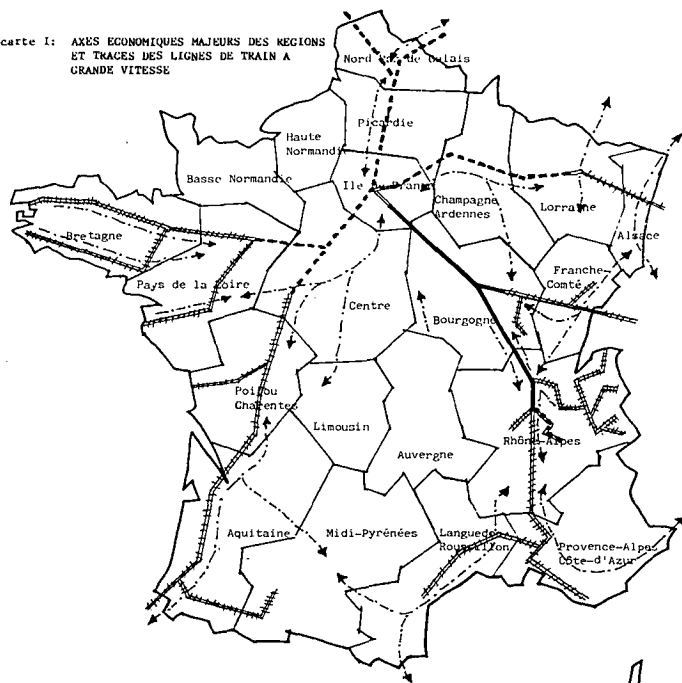 carte I: AXES ECONOMIQUES MAJEURS DES REGIONS
ET TRACES DES LIGNES DE TRAIN A
GRANDE VITESSE
Nord Pas de Calais
Picardie
Haute
Normandie
Basse Normandie
Ile de France
Champagne
Ardennes
Lorraine
Alsace
Bretagne
Pays de la Loire
Centre
Bourgogne
Franche
Comté
Poitou
Charentes
Limousin
Auvergne
Rhône-Alpes
Aquitaine
Midi-Pyrénées
Languedoc
Roussillon
Provence-Alpes
Côte-d'Azur